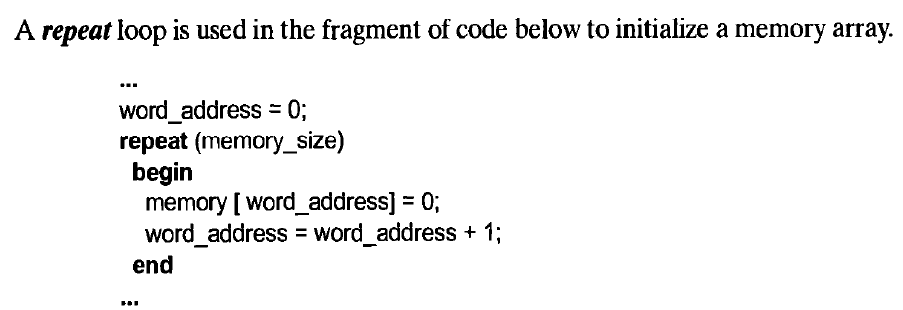 A repeat loop is used in the fragment of code below to initialize a memory array.
...
word_address = 0;
repeat (memory_size)
begin
memory [ word_address] = 0;
word_address = word_address + 1;
end
...